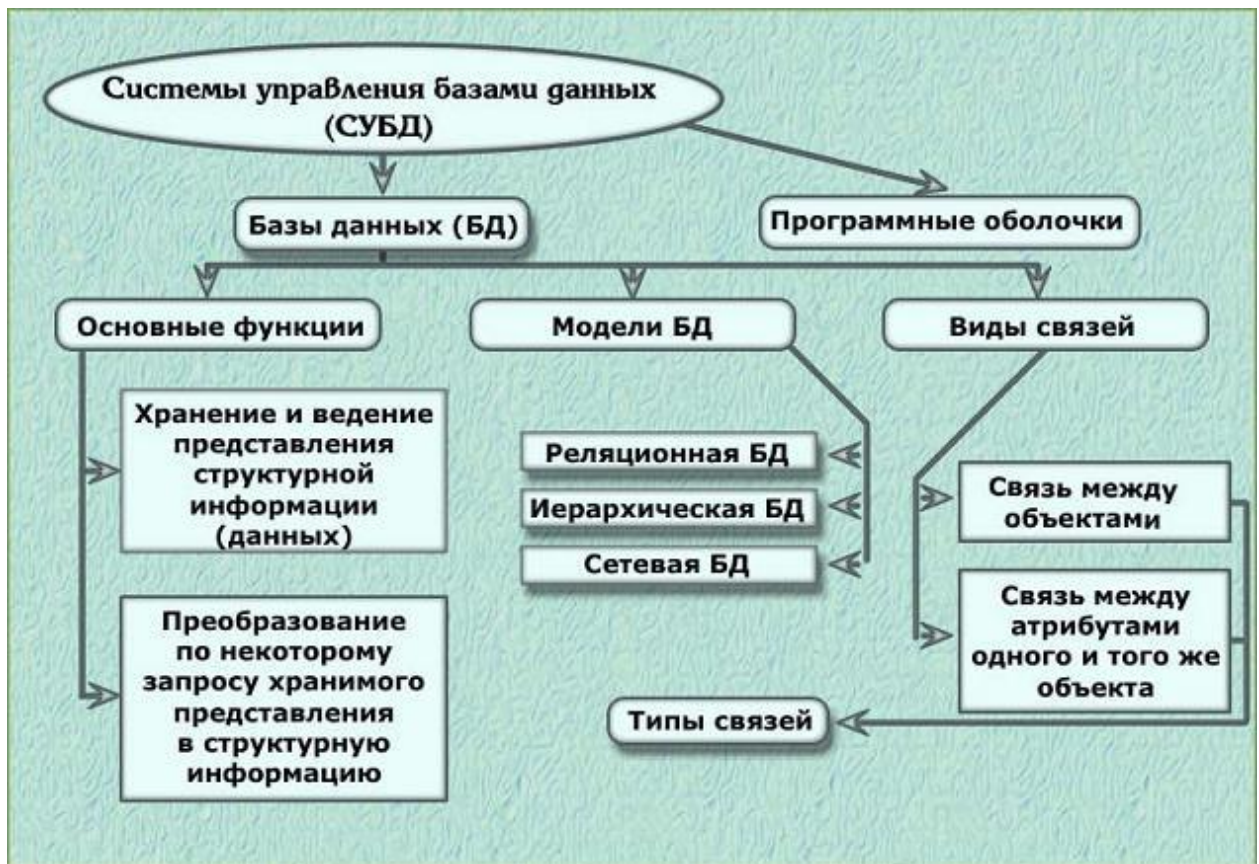 Системы управления базами данных
(СУБД)
Базы данных (БД)
Программные оболочки
Основные функции
Модели БД
Виды связей
Хранение и ведение
представления
структурной
информации
(данных)
Преобразование
по некоторому
запросу хранимого
представления
в структурную
информацию
Реляционная БД
Иерархическая БД
Сетевая БД
Связь между
объектами
Связь между
атрибутами
одного и того же
объекта
Типы связей